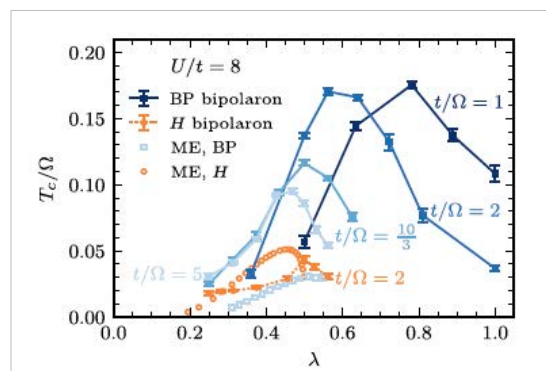 0.20
0.15
0.10
0.05
0.00
T_c/Ω
U/t = 8
BP bipolaron
H bipolaron
ME, BP
ME, H
t/Ω = 1
t/Ω = 2
t/Ω = 10/3
t/Ω = 5
t/Ω = 2
0.0 0.2 0.4 0.6 0.8 1.0
λ